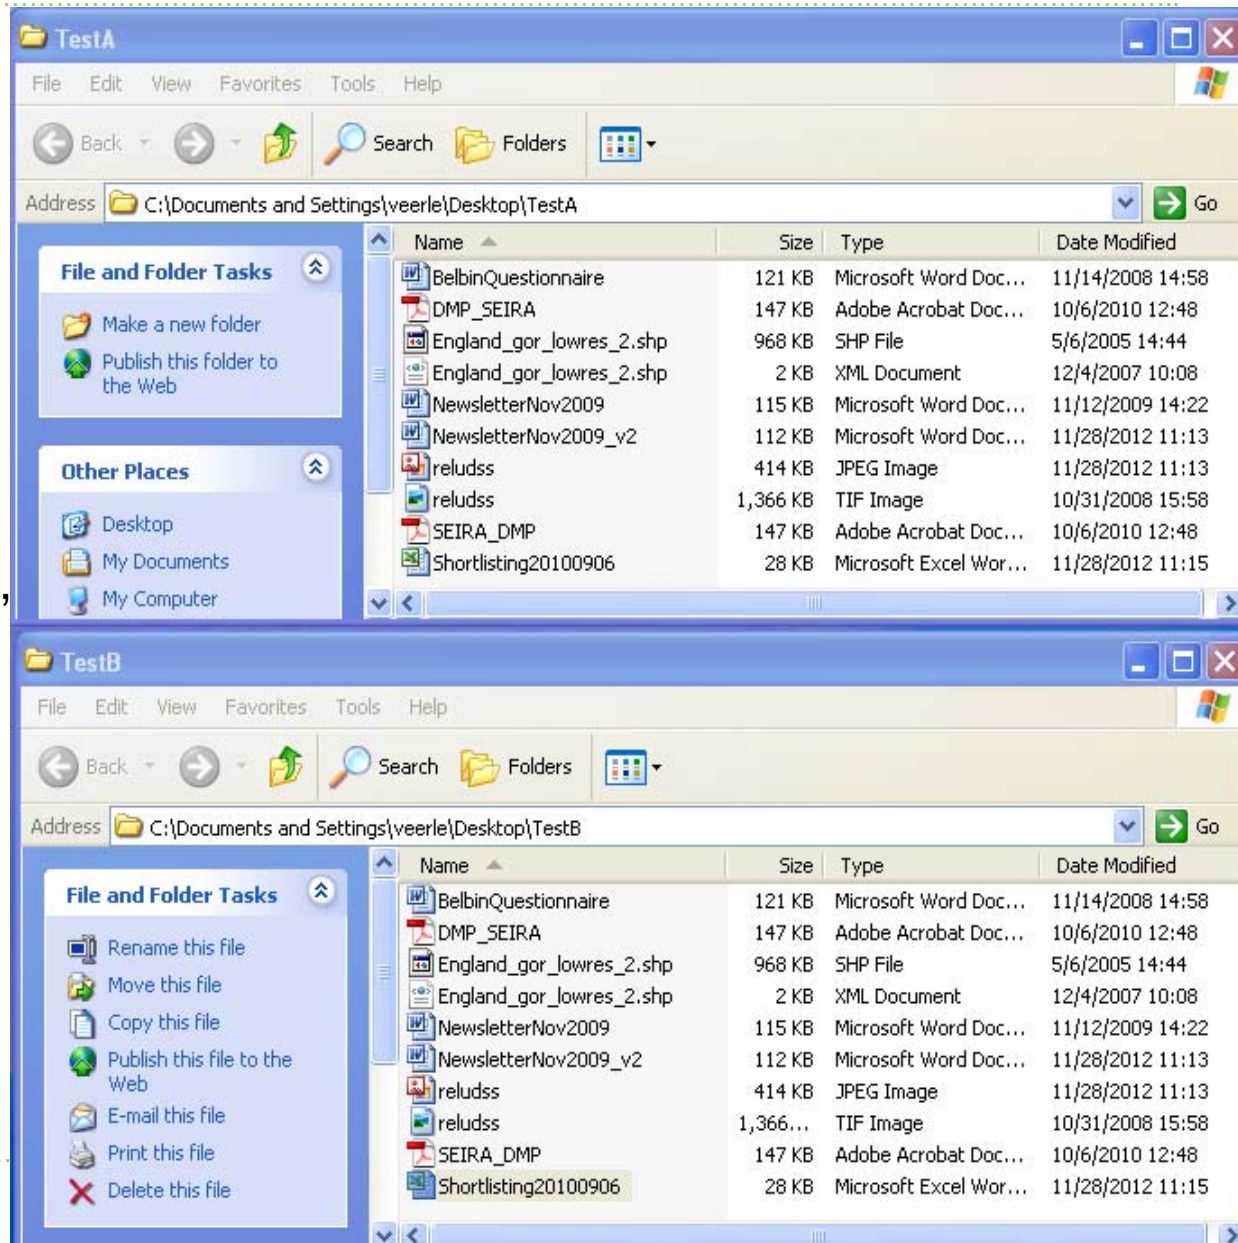 TestA
File Edit View Favorites Tools Help
Back Search Folders
Address C:\Documents and Settings\veerle\Desktop\TestA Go
File and Folder Tasks
Make a new folder
Publish this folder to
the Web
Other Places
Desktop
My Documents
My Computer
Name Size Type Date Modified
BelbinQuestionnaire 121 KB Microsoft Word Doc... 11/14/2008 14:58
DMP_SEIRA 147 KB Adobe Acrobat Doc... 10/6/2010 12:48
England_gor_lowres_2.shp 968 KB SHP File 5/6/2005 14:44
England_gor_lowres_2.shp 2 KB XML Document 12/4/2007 10:08
NewsletterNov2009 115 KB Microsoft Word Doc... 11/12/2009 14:22
NewsletterNov2009_v2 112 KB Microsoft Word Doc... 11/28/2012 11:13
reludss 414 KB JPEG Image 11/28/2012 11:13
reludss 1,366 KB TIF Image 10/31/2008 15:58
SEIRA_DMP 147 KB Adobe Acrobat Doc... 10/6/2010 12:48
Shortlisting20100906 28 KB Microsoft Excel Wor... 11/28/2012 11:15
,
TestB
File Edit View Favorites Tools Help
Back Search Folders
Address C:\Documents and Settings\veerle\Desktop\TestB Go
File and Folder Tasks
Rename this file
Move this file
Copy this file
Publish this file to the
Web
E-mail this file
Print this file
Delete this file
Name Size Type Date Modified
BelbinQuestionnaire 121 KB Microsoft Word Doc... 11/14/2008 14:58
DMP_SEIRA 147 KB Adobe Acrobat Doc... 10/6/2010 12:48
England_gor_lowres_2.shp 968 KB SHP File 5/6/2005 14:44
England_gor_lowres_2.shp 2 KB XML Document 12/4/2007 10:08
NewsletterNov2009 115 KB Microsoft Word Doc... 11/12/2009 14:22
NewsletterNov2009_v2 112 KB Microsoft Word Doc... 11/28/2012 11:13
reludss 414 KB JPEG Image 11/28/2012 11:13
reludss 1,366... TIF Image 10/31/2008 15:58
SEIRA_DMP 147 KB Adobe Acrobat Doc... 10/6/2010 12:48
Shortlisting20100906 28 KB Microsoft Excel Wor... 11/28/2012 11:15